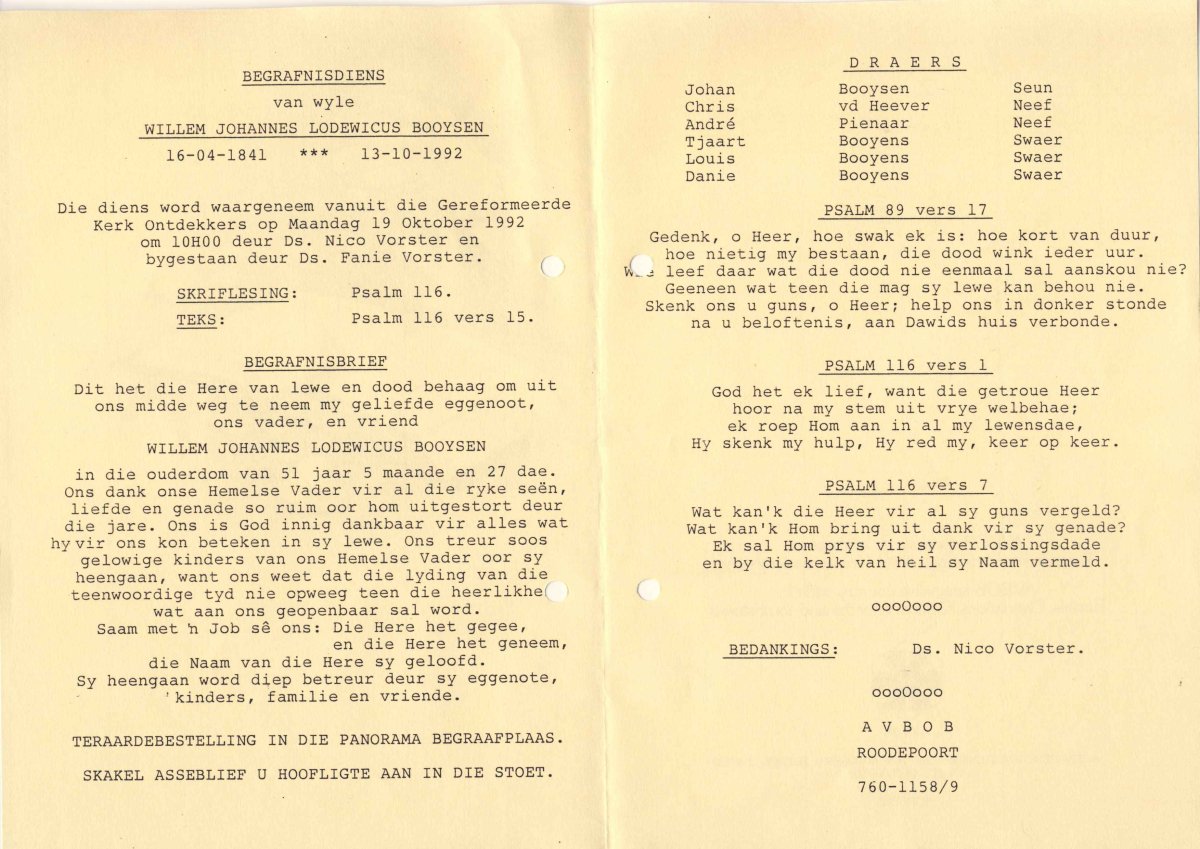 BEGRAFNISDIENS
van wyle
WILLEM JOHANNES LODEWICUS BOOYSEN
16-04-1841 *** 13-10-1992
Die diens word waargeneem vanuit die Gereformeerde
Kerk Ontdekkers op Maandag 19 Oktober 1992
om 10H00 deur Ds. Nico Vorster en
bygestaan deur Ds. Fanie Vorster.
SKRIFLESING: Psalm 116.
TEKS: Psalm 116 vers 15.
BEGRAFNISBRIEF
Dit het die Here van lewe en dood behaag om uit
ons midde weg te neem my geliefde eggenoot,
ons vader, en vriend
WILLEM JOHANNES LODEWICUS BOOYSEN
in die ouderdom van 51 jaar 5 maande en 27 dae.
Ons dank onse Hemelse Vader vir al die ryke seën,
liefde en genade so ruim oor hom uitgestort deur
die jare. Ons is God innig dankbaar vir alles wat
hy vir ons kon beteken in sy lewe. Ons treur soos
gelowige kinders van ons Hemelse Vader oor sy
heengaan, want ons weet dat die lyding van die
teenwoordige tyd nie opweeg teen die heerlikhe
wat aan ons geopenbaar sal word.
Saam met 'n Job sê ons: Die Here het gegee,
en die Here het geneem,
die Naam van die Here sy geloofd.
Sy heengaan word diep betreur deur sy eggenote,
kinders, familie en vriende.
TERAARDEBESTELLING IN DIE PANORAMA BEGRAAFPLAAS.
SKAKEL ASSEBLIEF U HOOFLIGTE AAN IN DIE STOET.
D R A E R S
Johan Booysen Seun
Chris vd Heever Neef
André Pienaar Neef
Tjaart Booyens Swaer
Louis Booyens Swaer
Danie Booyens Swaer
PSALM 89 vers 17
Gedenk, o Heer, hoe swak ek is: hoe kort van duur,
hoe nietig my bestaan, die dood wink ieder uur.
leef daar wat die dood nie eenmaal sal aanskou nie?
Geneen wat teen die mag sy lewe kan behou nie.
Skenk ons u guns, o Heer; help ons in donker stonde
na u beloftenis, aan Dawids huis verbonde.
PSALM 116 vers 1
God het ek lief, want die getroue Heer
hoor na my stem uit vrye welbehae;
ek roep Hom aan in al my lewensdae,
Hy skenk my hulp, Hy red my, keer op keer.
PSALM 116 vers 7
Wat kan'k die Heer vir al sy guns vergeld?
Wat kan'k Hom bring uit dank vir sy genade?
Ek sal Hom prys vir sy verlossingsdade
en by die kelk van heil sy Naam vermeld.
oooOooo
BEDANKINGS: Ds. Nico Vorster.
oooOooo
A V B O B
ROODEPOORT
760-1158/9